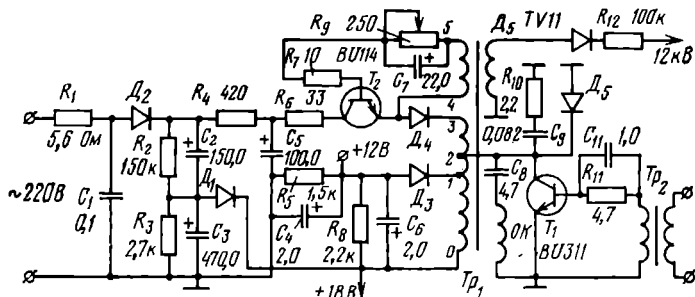 R9
250
5
Д5
TV11
R12
100к
12кВ
R7
10
BU114
C7
22,0
T2
4
R10
2,2
Д5
R1
5,6 Ом
Д2
R4
420
R6
33
Д4
3
0,082
C9
C11
1,0
R2
150к
C2
150,0
C5
100,0
+12В
2
~220В
C1
0,1
Д1
R5
1,5к
Д3
1
C8
4,7
R11
4,7
Тр2
R3
2,7к
C3
470,0
C4
2,0
R8
2,2к
C6
2,0
0
ОК
T1
BU311
+18В
Тр1